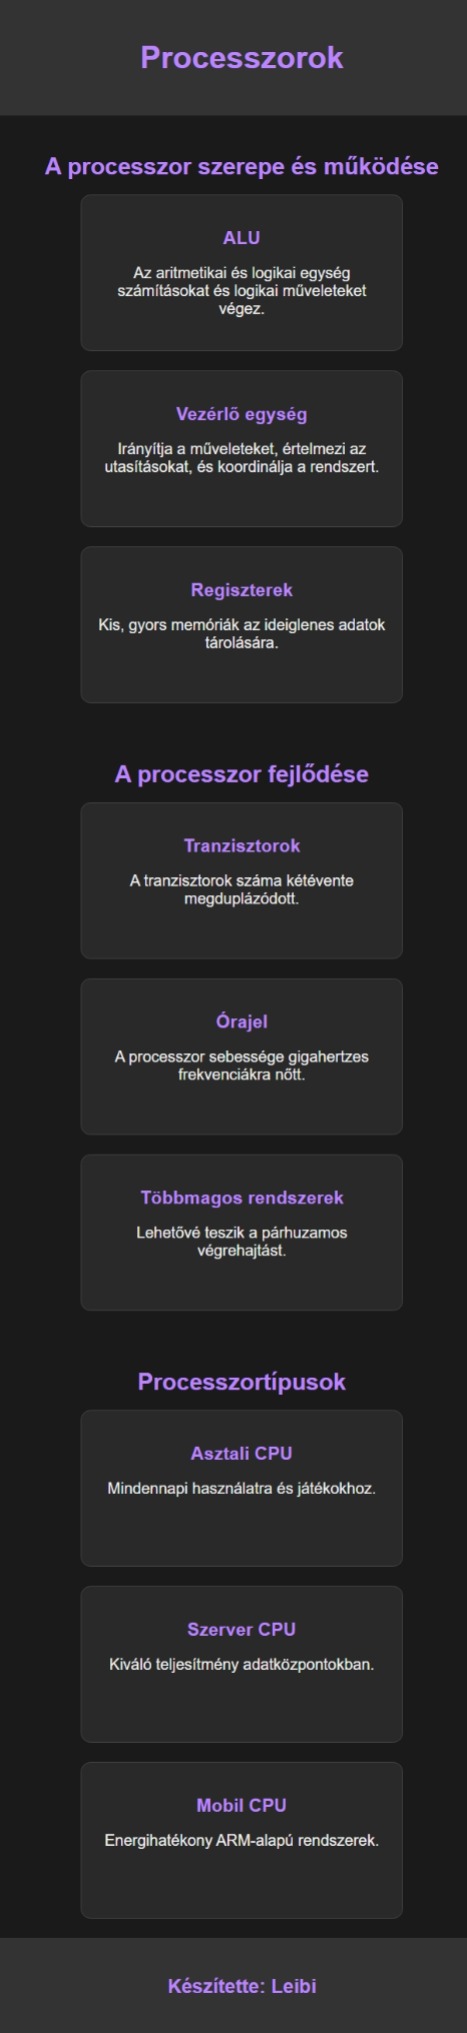 Processzorok
A processzor szerepe és működése
ALU
Az aritmetikai és logikai egység
számításokat és logikai műveleteket
végez.
Vezérlő egység
Irányítja a műveleteket, értelmezi az
utasításokat, és koordinálja a rendszert.
Regiszterek
Kis, gyors memóriák az ideiglenes adatok
tárolására.
A processzor fejlődése
Tranzisztorok
A tranzisztorok száma kétévente
megduplázódott.
Órajel
A processzor sebessége gigahertzes
frekvenciákra nőtt.
Többmagos rendszerek
Lehetővé teszik a párhuzamos
végrehajtást.
Processzortípusok
Asztali CPU
Mindennapi használatra és játékokhoz.
Szerver CPU
Kiváló teljesítmény adatközpontokban.
Mobil CPU
Energihatékony ARM-alapú rendszerek.
Készítette: Leibi